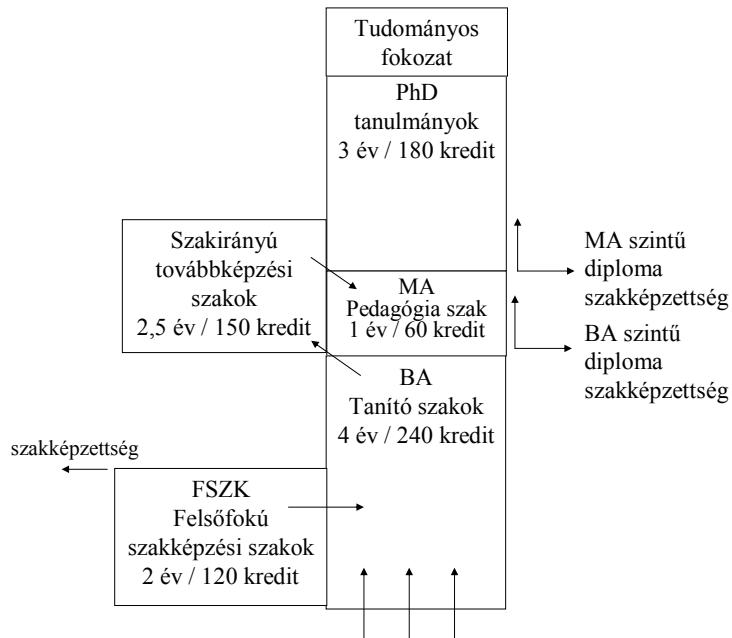 Tudományos
fokozat
PhD
tanulmányok
3 év / 180 kredit
Szakirányú
továbbképzési
szakok
2,5 év / 150 kredit
MA
Pedagógia szak
1 év / 60 kredit
MA szintű
diploma
szakképzettség
BA szintű
diploma
szakképzettség
BA
Tanító szakok
4 év / 240 kredit
szakképzettség
FSZK
Felsőfokú
szakképzési szakok
2 év / 120 kredit